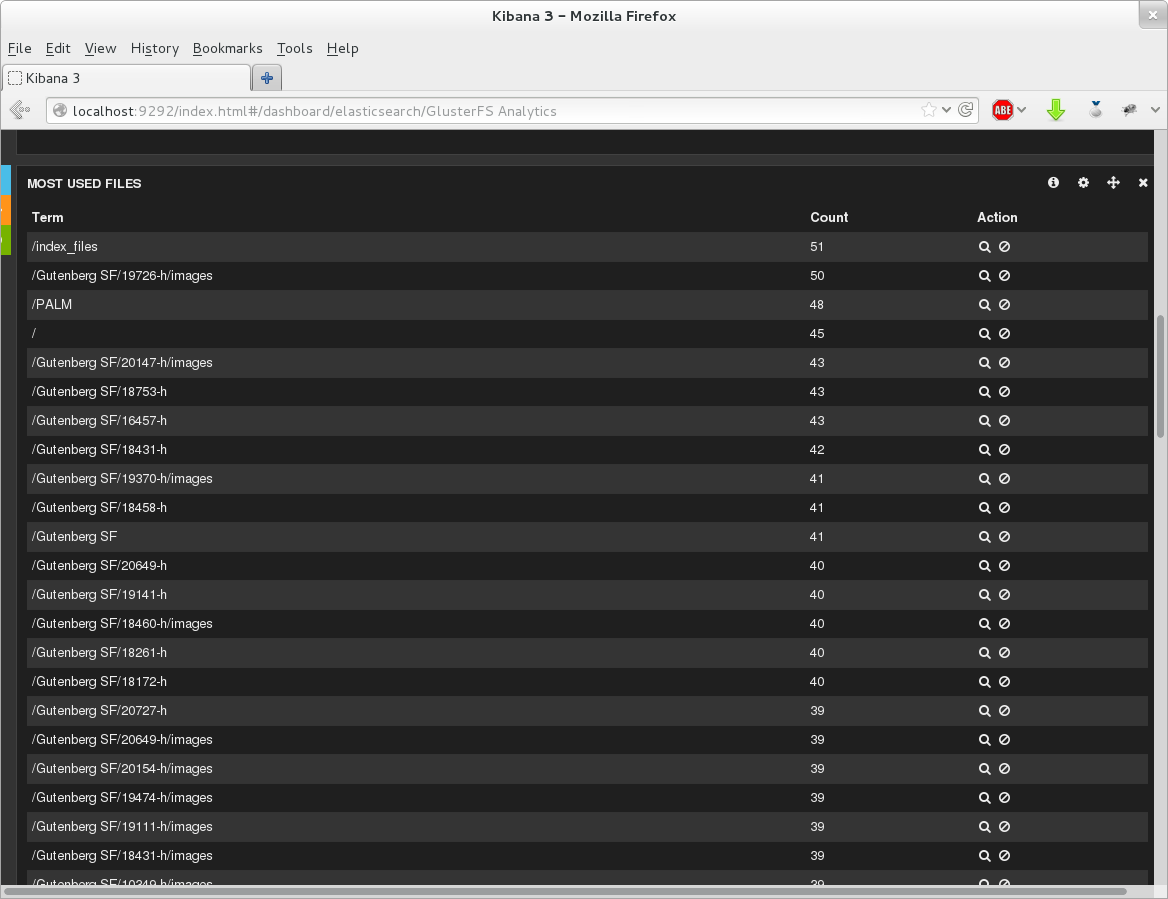 Kibana 3 – Mozilla Firefox
File Edit View History Bookmarks Tools Help
Kibana 3
localhost:9292/index.html#/dashboard/elasticsearch/GlusterFS Analytics
ABE
MOST USED FILES
Term Count Action
/index_files 51
/Gutenberg SF/19726-h/images 50
/PALM 48
/ 45
/Gutenberg SF/20147-h/images 43
/Gutenberg SF/18753-h 43
/Gutenberg SF/16457-h 43
/Gutenberg SF/18431-h 42
/Gutenberg SF/19370-h/images 41
/Gutenberg SF/18458-h 41
/Gutenberg SF 41
/Gutenberg SF/20649-h 40
/Gutenberg SF/19141-h 40
/Gutenberg SF/18460-h/images 40
/Gutenberg SF/18261-h 40
/Gutenberg SF/18172-h 40
/Gutenberg SF/20727-h 39
/Gutenberg SF/20649-h/images 39
/Gutenberg SF/20154-h/images 39
/Gutenberg SF/19474-h/images 39
/Gutenberg SF/19111-h/images 39
/Gutenberg SF/18431-h/images 39
/Gutenberg 39